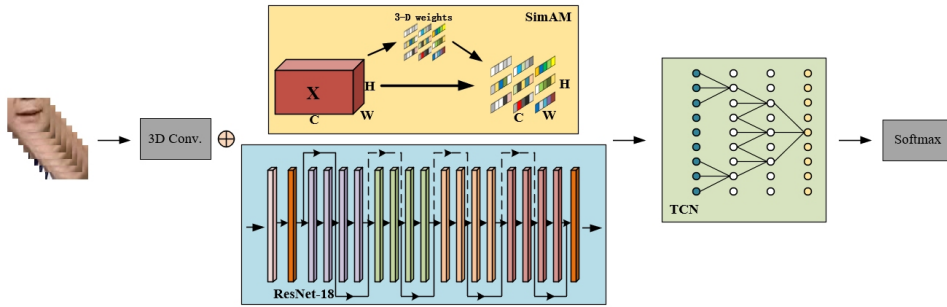 3-D weights
SimAM
X
H
C
W
H
C
W
3D Conv.
ResNet-18
TCN
Softmax